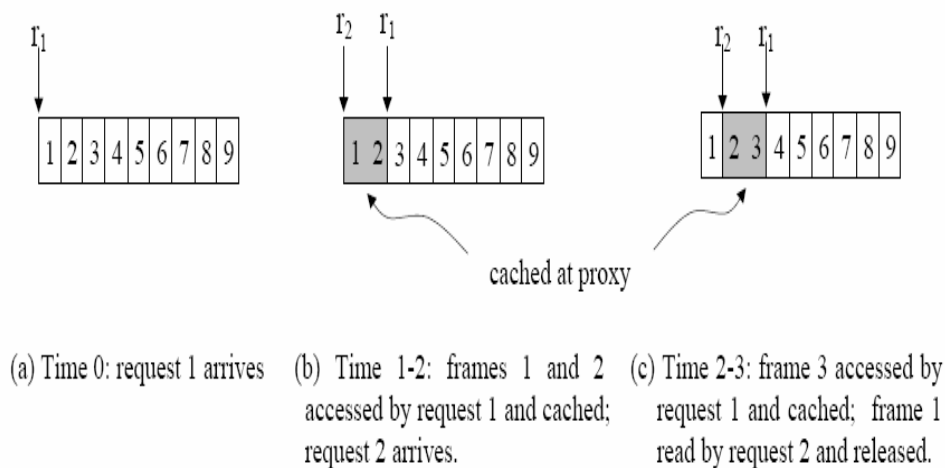 r1
r2 r1
r2 r1
1 2 3 4 5 6 7 8 9
1 2 3 4 5 6 7 8 9
1 2 3 4 5 6 7 8 9
cached at proxy
(a) Time 0: request 1 arrives
(b) Time 1-2: frames 1 and 2
accessed by request 1 and cached;
request 2 arrives.
(c) Time 2-3: frame 3 accessed by
request 1 and cached; frame 1
read by request 2 and released.